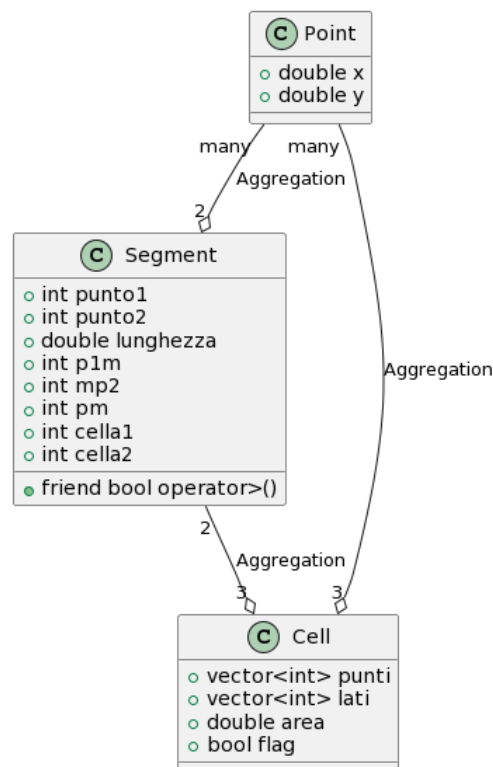 C Point
double x
double y
many
many
Aggregation
2
C Segment
int punto1
int punto2
double lunghezza
int p1m
int mp2
int pm
int cella1
int cella2
friend bool operator>()
Aggregation
2
Aggregation
3
3
C Cell
vector<int> punti
vector<int> lati
double area
bool flag